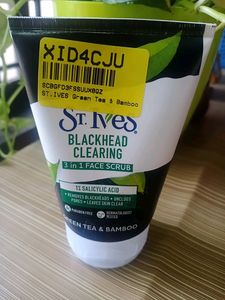 XID4CJU
ST.IVES Green Tea & Bamboo
ST. IVES
BLACKHEAD
CLEARING
3 in 1 FACE SCRUB
1% SALICYLIC ACID
• REMOVES BLACKHEADS • UNCLOGS
PORES • LEAVES SKIN CLEAR
PARABEN FREE
DERMATOLOGIST
TESTED
GREEN TEA & BAMBOO